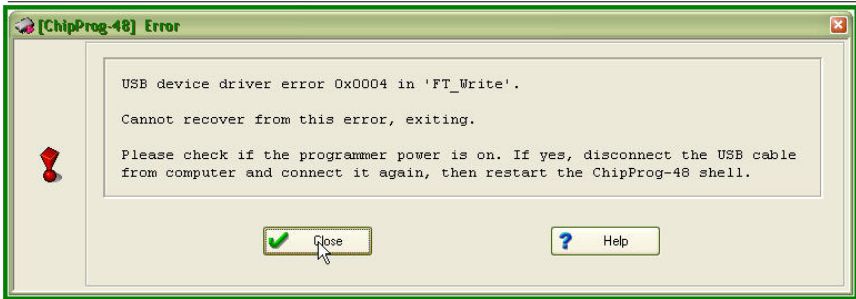 [ChipProg-48] Error
USB device driver error 0x0004 in 'FT_Write'.
Cannot recover from this error, exiting.
Please check if the programmer power is on. If yes, disconnect the USB cable
from computer and connect it again, then restart the ChipProg-48 shell.
Close
Help